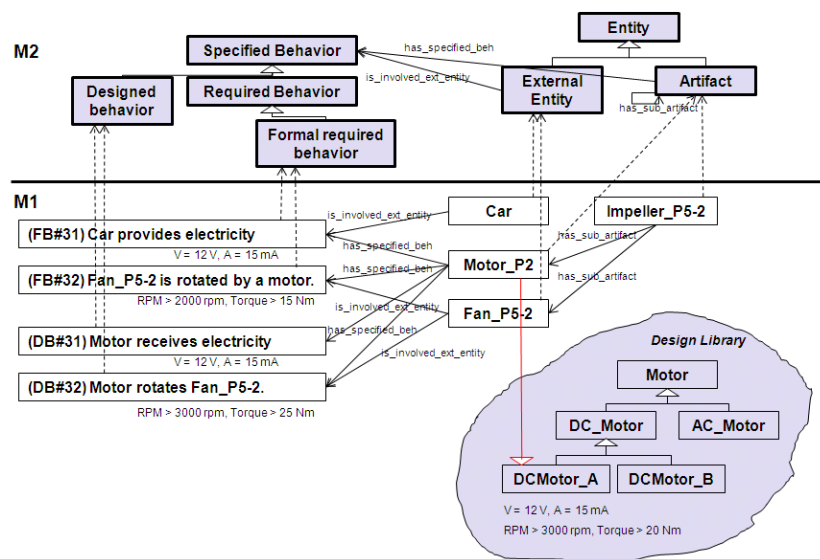 M2
Entity
Specified Behavior
has_specified_beh
is_involved_ext_entity
Designed
behavior
Required Behavior
External
Entity
Artifact
has_sub_artifact
Formal required
behavior
M1
Car
Impeller_P5-2
is_involved_ext_entity
(FB#31) Car provides electricity
V = 12 V, A = 15 mA
has_specified_beh
has_sub_artifact
Motor_P2
(FB#32) Fan_P5-2 is rotated by a motor.
RPM > 2000 rpm, Torque > 15 Nm
has_specified_beh
has_sub_artifact
is_involved_ext_entity
Fan_P5-2
(DB#31) Motor receives electricity
V = 12 V, A = 15 mA
has_specified_beh
is_involved_ext_entity
(DB#32) Motor rotates Fan_P5-2.
RPM > 3000 rpm, Torque > 25 Nm
Design Library
Motor
DC_Motor
AC_Motor
DCMotor_A
DCMotor_B
V = 12 V, A = 15 mA
RPM > 3000 rpm, Torque > 20 Nm